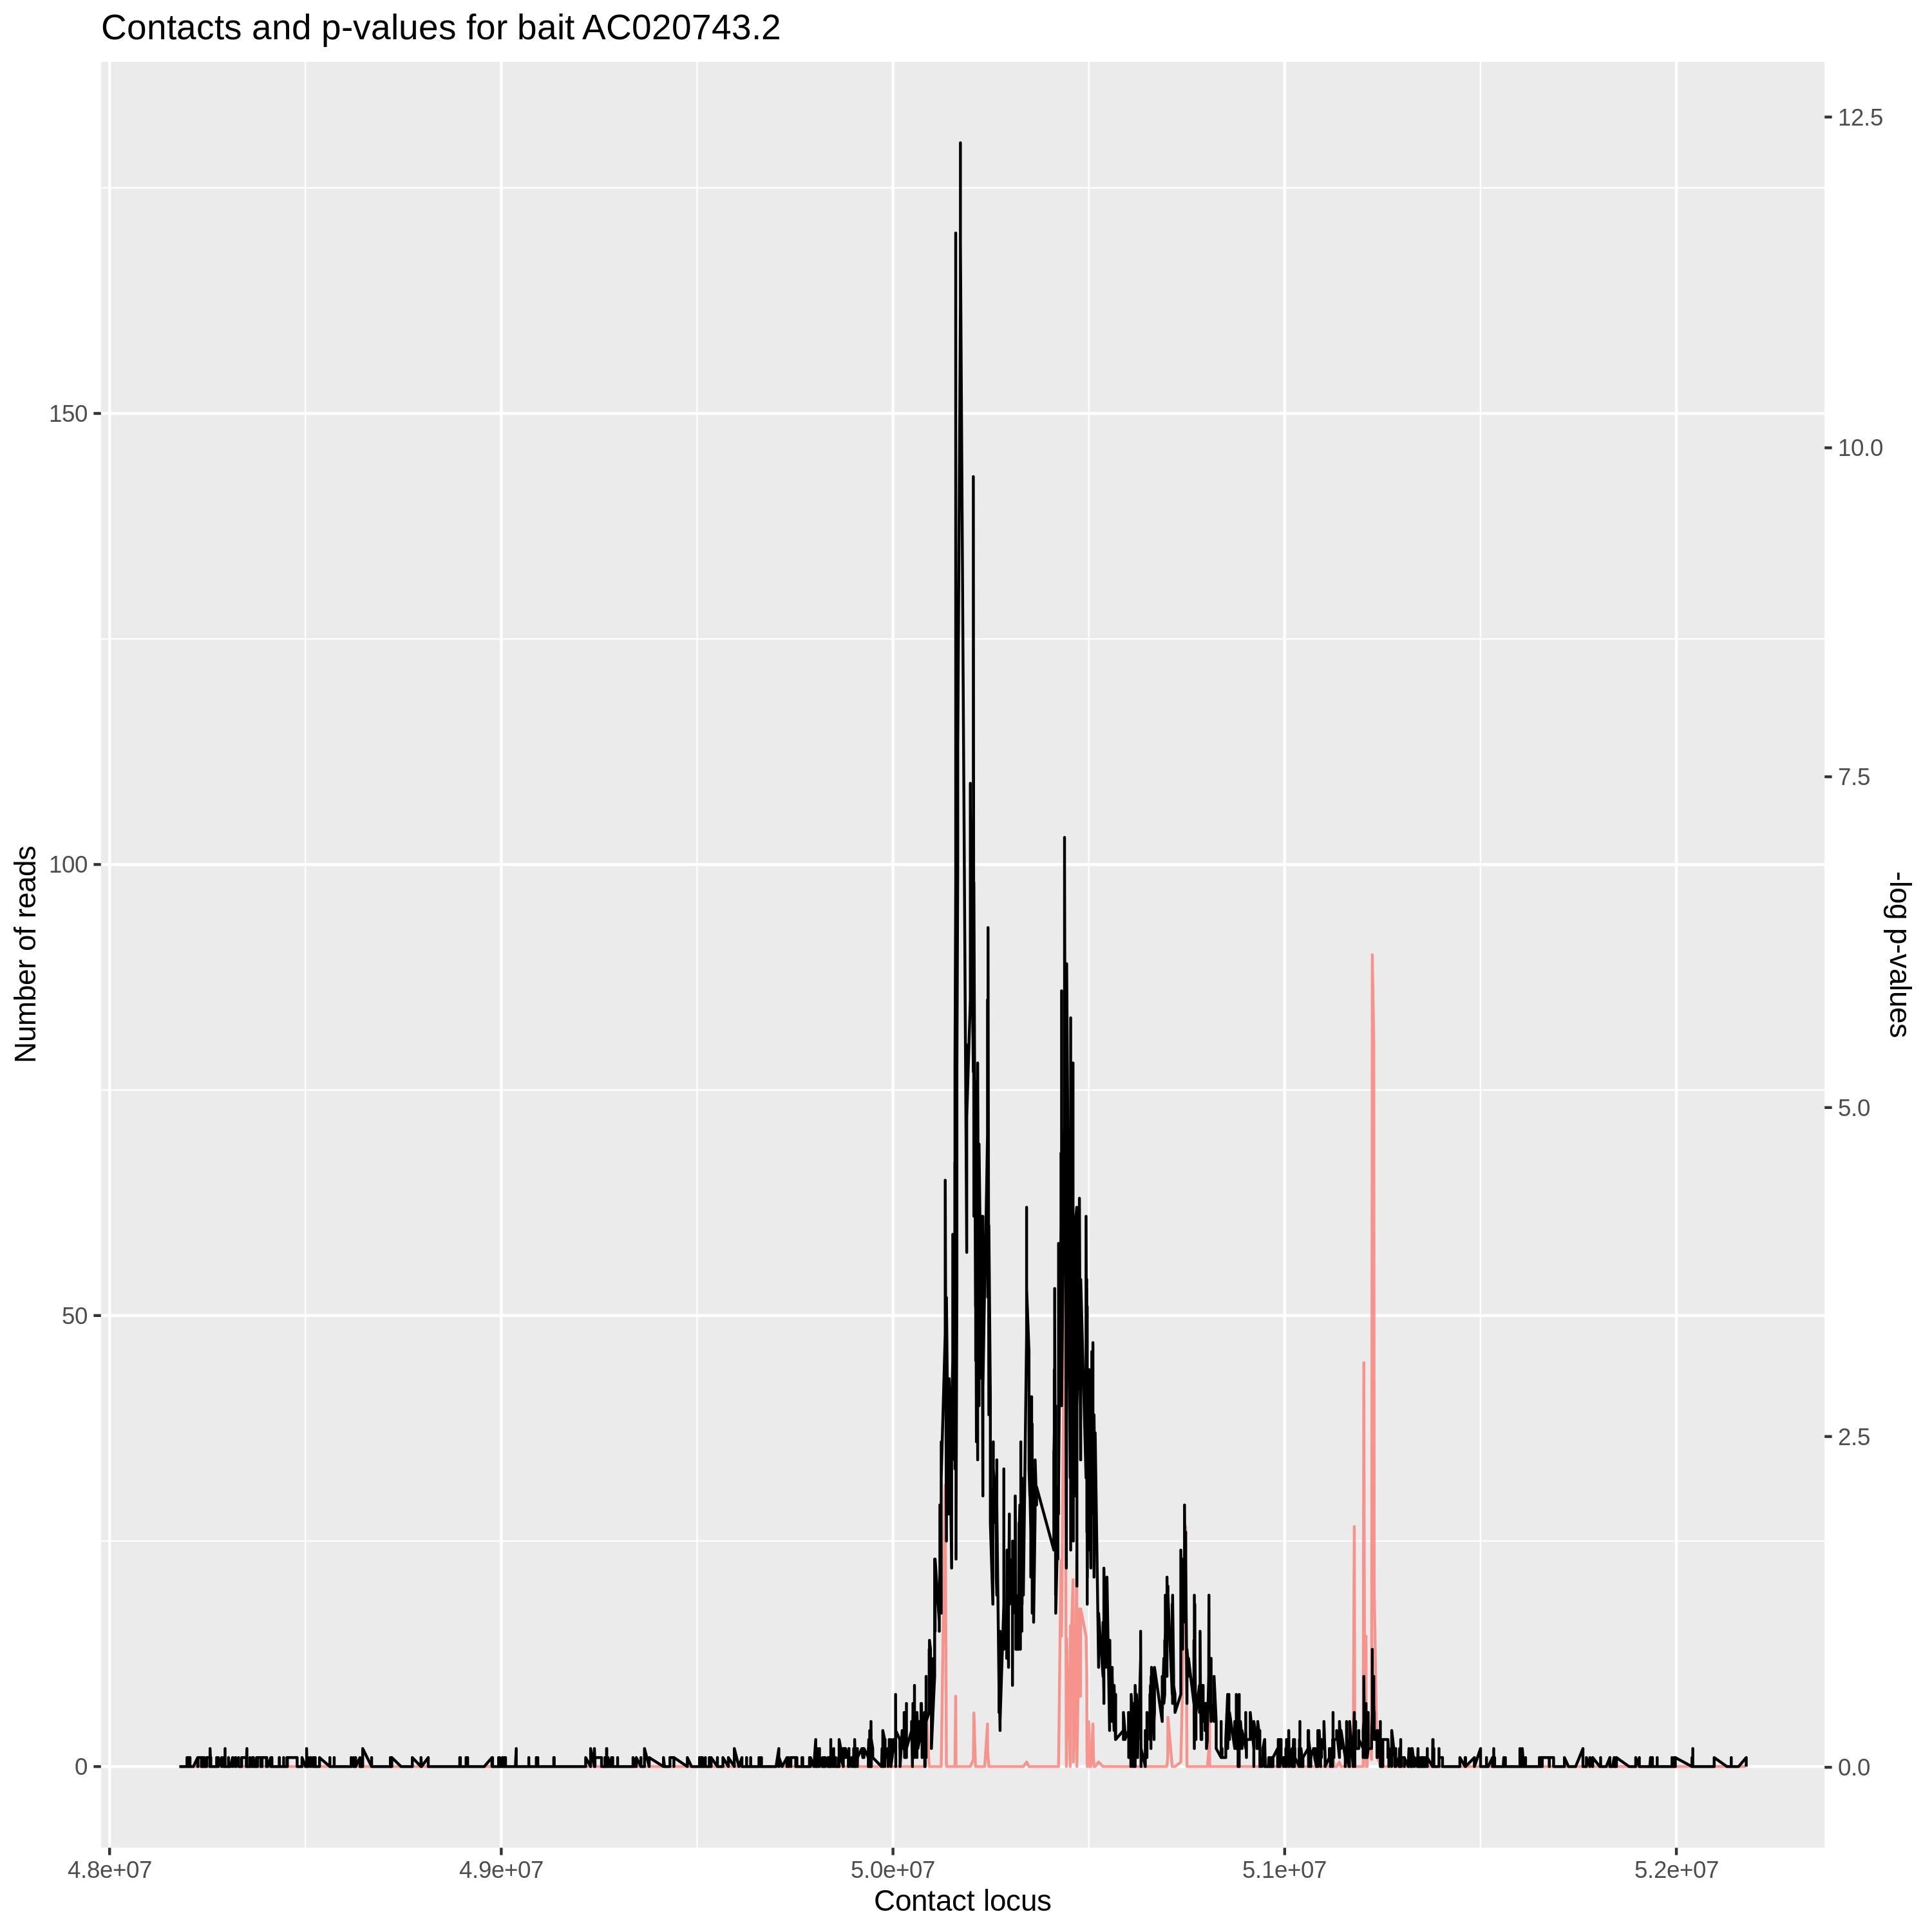 Contacts and p-values for bait AC020743.2
Number of reads
150
100
50
0
12.5
10.0
7.5
5.0
2.5
0.0
-log p-values
4.8e+07
4.9e+07
5.0e+07
5.1e+07
5.2e+07
Contact locus